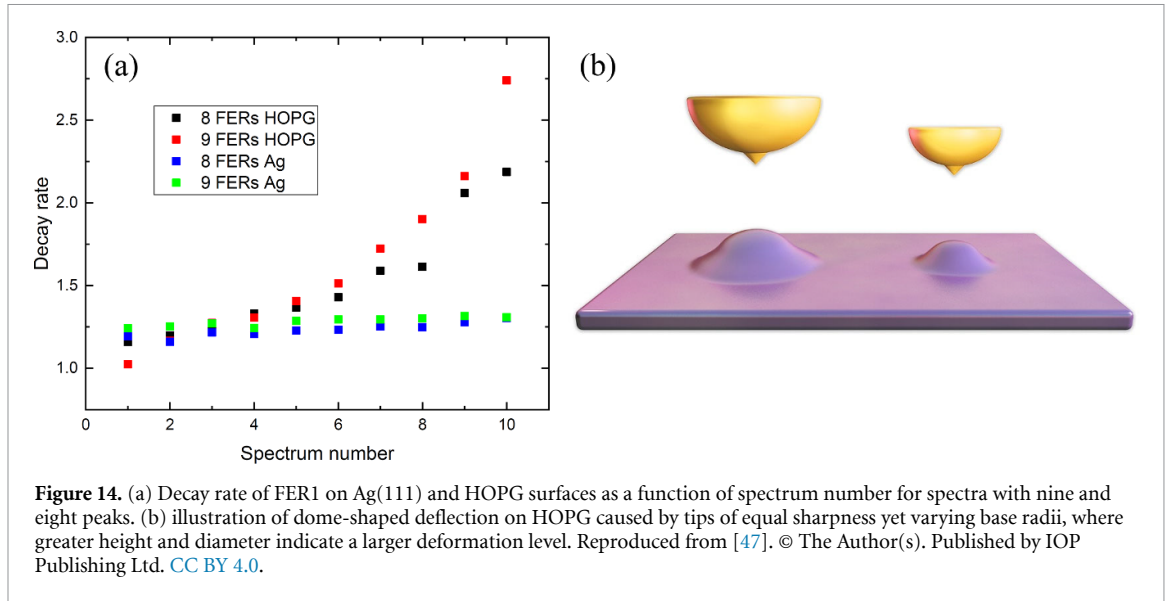 (a)
(b)
3.0
2.5
2.0
1.5
1.0
Decay rate
8 FERs HOPG
9 FERs HOPG
8 FERs Ag
9 FERs Ag
0 2 4 6 8 10
Spectrum number
Figure 14. (a) Decay rate of FER1 on Ag(111) and HOPG surfaces as a function of spectrum number for spectra with nine and
eight peaks. (b) illustration of dome-shaped deflection on HOPG caused by tips of equal sharpness yet varying base radii, where
greater height and diameter indicate a larger deformation level. Reproduced from [47]. © The Author(s). Published by IOP
Publishing Ltd. CC BY 4.0.